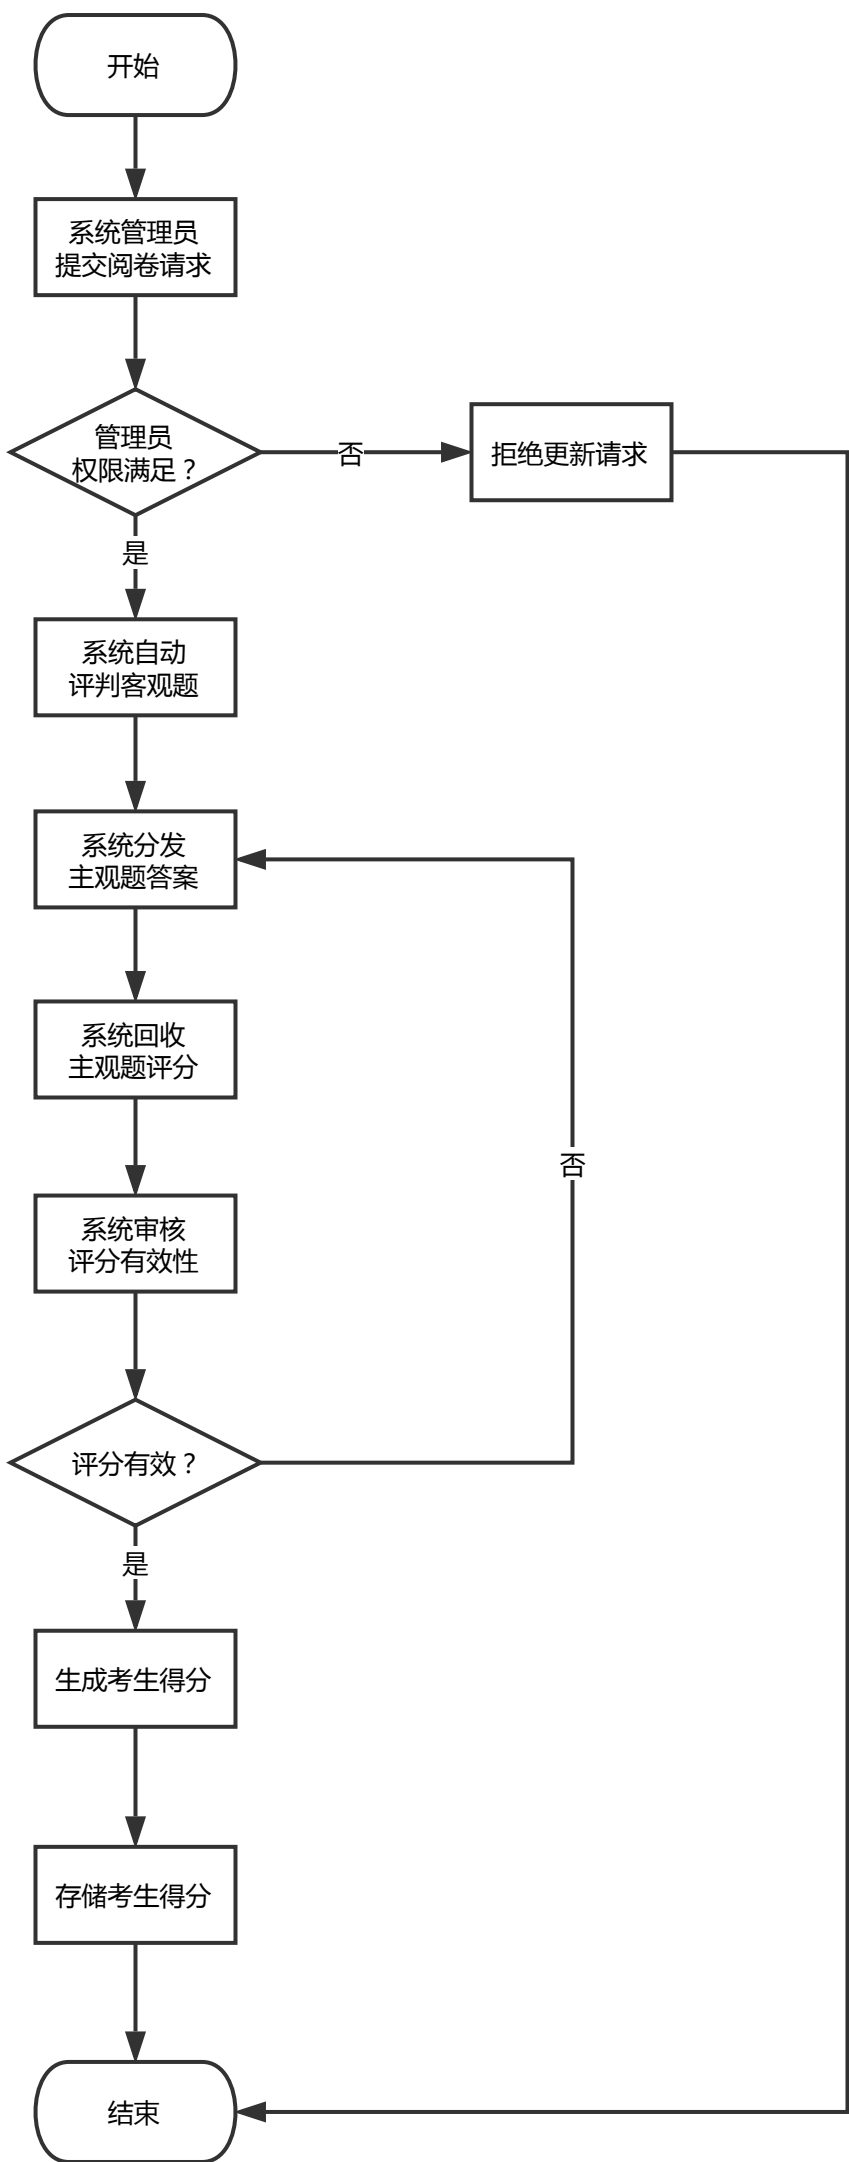 开始
系统管理员
提交阅卷请求
管理员
权限满足？
否
拒绝更新请求
是
系统自动
评判客观题
系统分发
主观题答案
系统回收
主观题评分
否
系统审核
评分有效性
评分有效？
是
生成考生得分
存储考生得分
结束